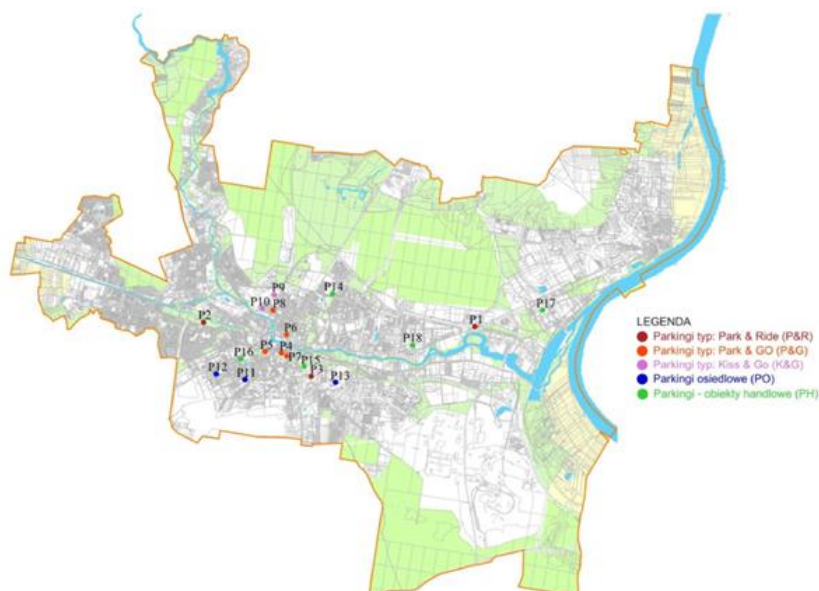 P9
P14
P10
P8
P17
P2
P1
P6
P18
P5
P4
P16
P7
P15
P12
P3
P11
P13
LEGENDA
Parkingi typ: Park & Ride (P&R)
Parkingi typ: Park & GO (P&G)
Parkingi typ: Kiss & Go (K&G)
Parkingi osiedlowe (PO)
Parkingi - obiekty handlowe (PH)